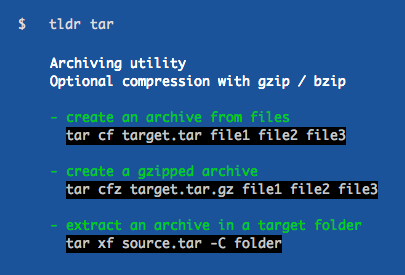 $ tldr tar
Archiving utility
Optional compression with gzip / bzip
- create an archive from files
tar cf target.tar file1 file2 file3
- create a gzipped archive
tar cfz target.tar.gz file1 file2 file3
- extract an archive in a target folder
tar xf source.tar -C folder